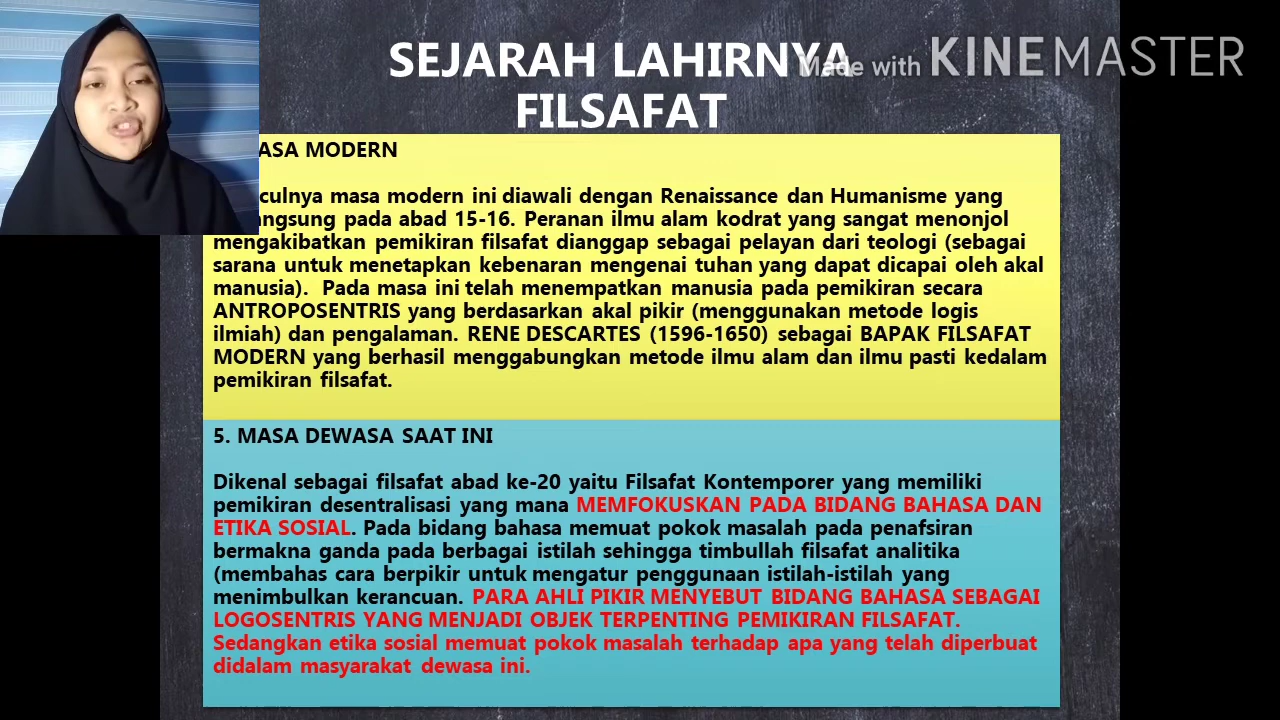 SEJARAH LAHIRNYA
Made with KINEMASTER
FILSAFAT
MODERN
masa modern ini diawali dengan Renaissance dan Humanisme yang
pada abad 15-16. Peranan ilmu alam kodrat yang sangat menonjol
mengakibatkan pemikiran filsafat dianggap sebagai pelayan dari teologi (sebagai
sarana untuk menetapkan kebenaran mengenai tuhan yang dapat dicapai oleh akal
manusia). Pada masa ini telah menempatkan manusia pada pemikiran secara
ANTROPOSENTRIS yang berdasarkan akal pikir (menggunakan metode logis
ilmiah) dan pengalaman. RENE DESCARTES (1596-1650) sebagai BAPAK FILSAFAT
MODERN yang berhasil menggabungkan metode ilmu alam dan ilmu pasti kedalam
pemikiran filsafat.
5. MASA DEWASA SAAT INI
Dikenal sebagai filsafat abad ke-20 yaitu Filsafat Kontemporer yang memiliki
pemikiran desentralisasi yang mana MEMFOKUSKAN PADA BIDANG BAHASA DAN
ETIKA SOSIAL. Pada bidang bahasa memuat pokok masalah pada penafsiran
bermakna ganda pada berbagai istilah sehingga timbullah filsafat analitika
(membahas cara berpikir untuk mengatur penggunaan istilah-istilah yang
menimbulkan kerancuan. PARA AHLI PIKIR MENYEBUT BIDANG BAHASA SEBAGAI
LOGOSENTRIS YANG MENJADI OBJEK TERPENTING PEMIKIRAN FILSAFAT.
Sedangkan etika sosial memuat pokok masalah terhadap apa yang telah diperbuat
didalam masyarakat dewasa ini.